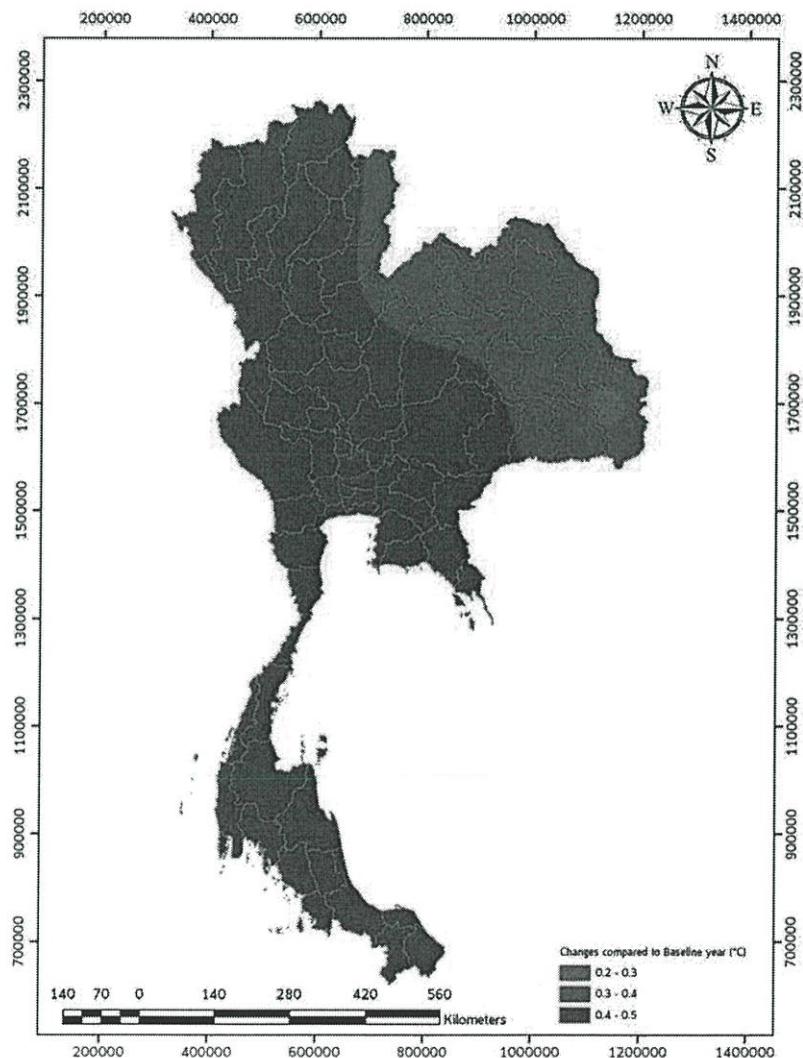 200000 400000 600000 800000 1000000 1200000 1400000
2300000 2100000 1900000 1700000 1500000 1300000 1100000 900000 700000
N
W E
S
2300000 2100000 1900000 1700000 1500000 1300000 1100000 900000 700000
Changes compared to Baseline year (°C)
0.2 - 0.3
0.3 - 0.4
0.4 - 0.5
140 70 0 140 280 420 560
Kilometers
200000 400000 600000 800000 1000000 1200000 1400000